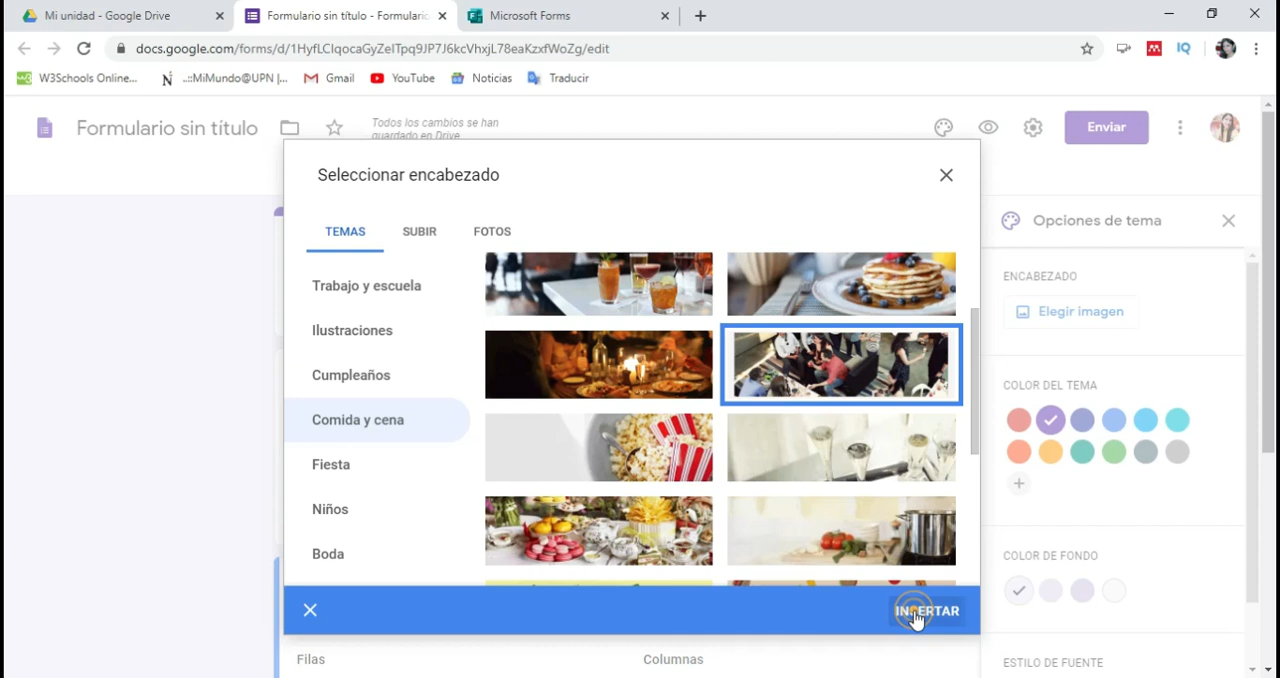 Mi unidad - Google Drive
Formulario sin título - Formulario
Microsoft Forms
docs.google.com/forms/d/1HyfLCIqocaGyZeITpq9JP7J6kcVhxjL78eaKzxfWoZg/edit
W3Schools Online...
..::MiMundo@UPN |...
Gmail
YouTube
Noticias
Traducir
IQ
Formulario sin título
Todos los cambios se han
guardado en Drive
Enviar
Seleccionar encabezado
TEMAS
SUBIR
FOTOS
Trabajo y escuela
Ilustraciones
Cumpleaños
Comida y cena
Fiesta
Niños
Boda
INSERTAR
Filas
Columnas
Opciones de tema
ENCABEZADO
Elegir imagen
COLOR DEL TEMA
COLOR DE FONDO
ESTILO DE FUENTE